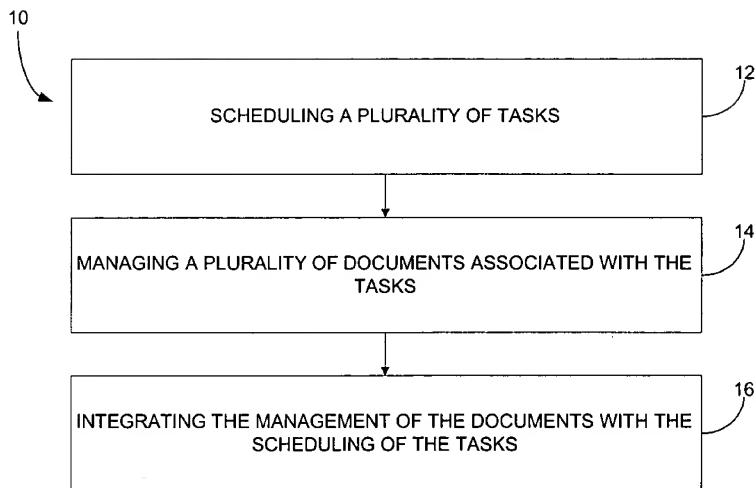 10
12
SCHEDULING A PLURALITY OF TASKS
14
MANAGING A PLURALITY OF DOCUMENTS ASSOCIATED WITH THE
TASKS
16
INTEGRATING THE MANAGEMENT OF THE DOCUMENTS WITH THE
SCHEDULING OF THE TASKS